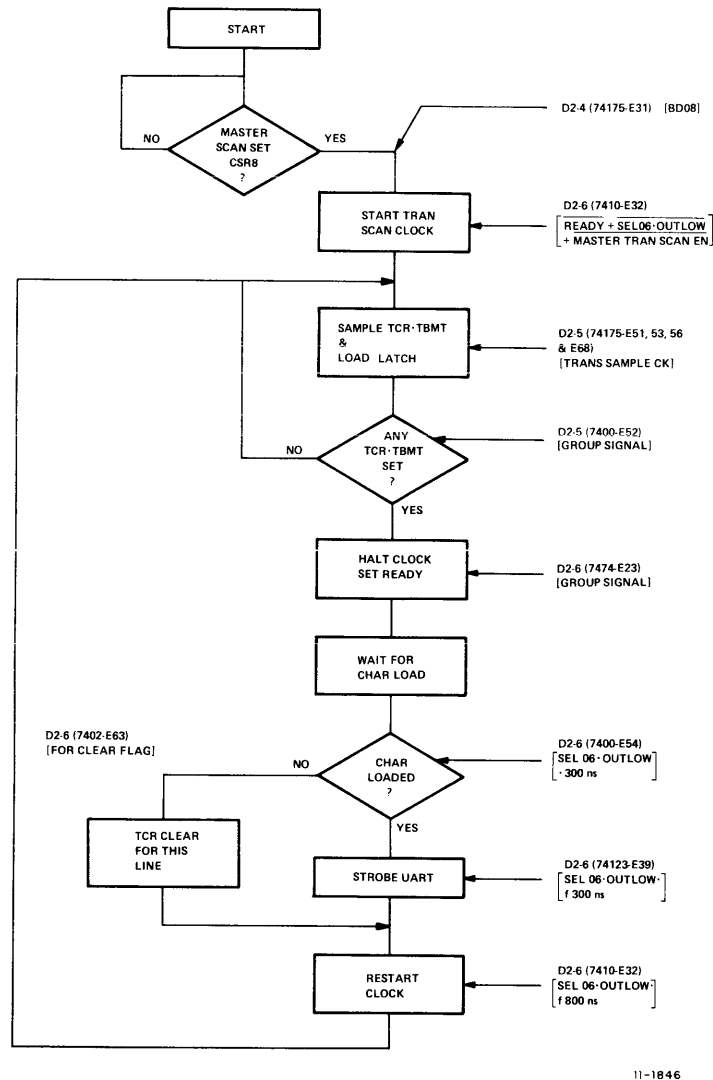 START
D2-4 (74175-E31) [BD08]
NO
MASTER
SCAN SET
CSR8
?
YES
START TRAN
SCAN CLOCK
D2-6 (7410-E32)
READY + SEL06·OUTLOW
+ MASTER TRAN SCAN EN
SAMPLE TCR·TBMT
&
LOAD LATCH
D2-5 (74175-E51, 53, 56
& E68)
[TRANS SAMPLE CK]
NO
ANY
TCR·TBMT
SET
?
YES
D2-5 (7400-E52)
[GROUP SIGNAL]
HALT CLOCK
SET READY
D2-6 (7474-E23)
[GROUP SIGNAL]
WAIT FOR
CHAR LOAD
D2-6 (7402-E63)
[FOR CLEAR FLAG]
NO
CHAR
LOADED
?
YES
D2-6 (7400-E54)
SEL 06·OUTLOW
· 300 ns
TCR CLEAR
FOR THIS
LINE
STROBE UART
D2-6 (74123-E39)
SEL 06·OUTLOW·
f 300 ns
RESTART
CLOCK
D2-6 (7410-E32)
SEL 06·OUTLOW·
f 800 ns
11-1846